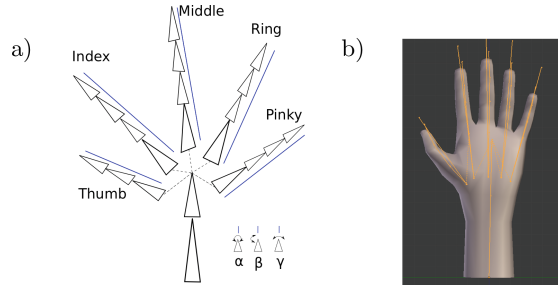 a)
Middle
Ring
Index
Pinky
Thumb
α β γ
b)